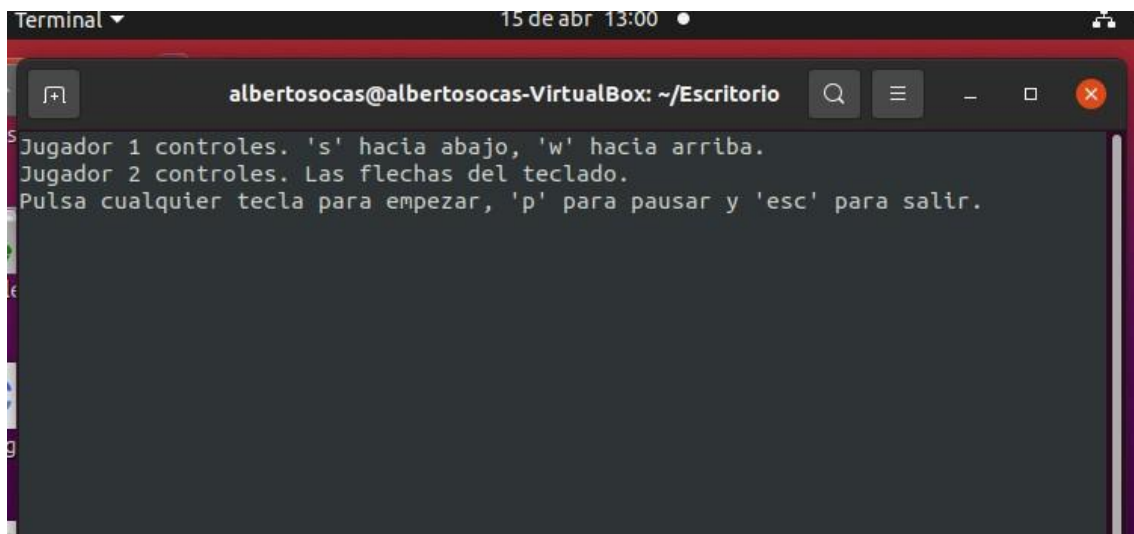 Terminal
15 de abr 13:00
albertosocas@albertosocas-VirtualBox: ~/Escritorio
Jugador 1 controles. 's' hacia abajo, 'w' hacia arriba.
Jugador 2 controles. Las flechas del teclado.
Pulsa cualquier tecla para empezar, 'p' para pausar y 'esc' para salir.